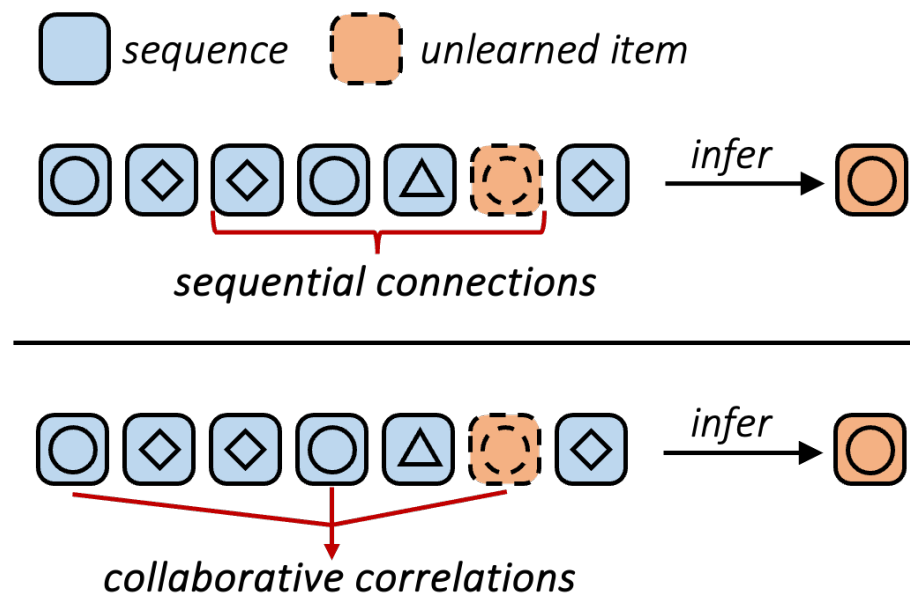 sequence unlearned item
infer
sequential connections
infer
collaborative correlations